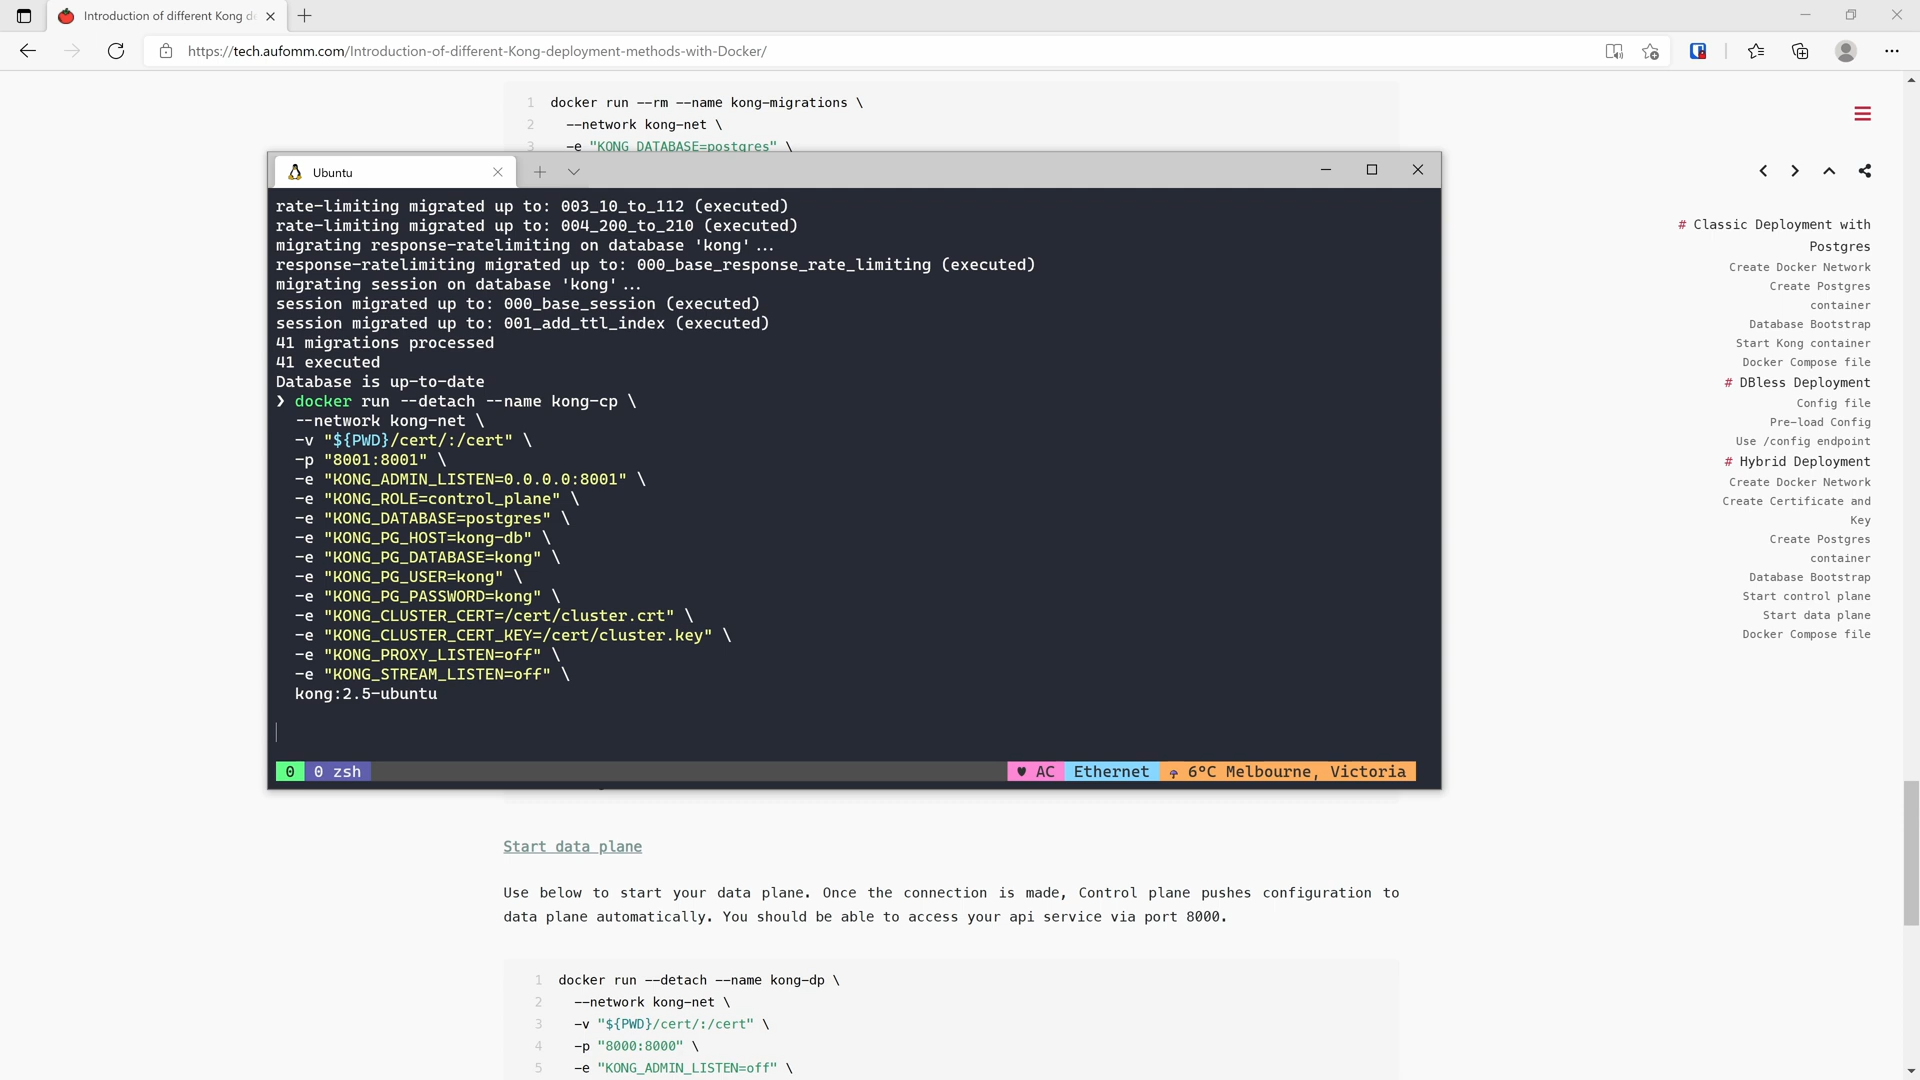 Introduction of different Kong de
https://tech.aufomm.com/Introduction-of-different-Kong-deployment-methods-with-Docker/
1 docker run --rm --name kong-migrations \
2 --network kong-net \
3 -e "KONG_DATABASE=postgres" \
Ubuntu
rate-limiting migrated up to: 003_10_to_112 (executed)
rate-limiting migrated up to: 004_200_to_210 (executed)
migrating response-ratelimiting on database 'kong'...
response-ratelimiting migrated up to: 000_base_response_rate_limiting (executed)
migrating session on database 'kong'...
session migrated up to: 000_base_session (executed)
session migrated up to: 001_add_ttl_index (executed)
41 migrations processed
41 executed
Database is up-to-date
❯ docker run --detach --name kong-cp \
--network kong-net \
-v "${PWD}/cert/:/cert" \
-p "8001:8001" \
-e "KONG_ADMIN_LISTEN=0.0.0.0:8001" \
-e "KONG_ROLE=control_plane" \
-e "KONG_DATABASE=postgres" \
-e "KONG_PG_HOST=kong-db" \
-e "KONG_PG_DATABASE=kong" \
-e "KONG_PG_USER=kong" \
-e "KONG_PG_PASSWORD=kong" \
-e "KONG_CLUSTER_CERT=/cert/cluster.crt" \
-e "KONG_CLUSTER_CERT_KEY=/cert/cluster.key" \
-e "KONG_PROXY_LISTEN=off" \
-e "KONG_STREAM_LISTEN=off" \
kong:2.5-ubuntu
0 0 zsh ♥ AC Ethernet 6°C Melbourne, Victoria
Start data plane
Use below to start your data plane. Once the connection is made, Control plane pushes configuration to
data plane automatically. You should be able to access your api service via port 8000.
1 docker run --detach --name kong-dp \
2 --network kong-net \
3 -v "${PWD}/cert/:/cert" \
4 -p "8000:8000" \
5 -e "KONG_ADMIN_LISTEN=off" \
# Classic Deployment with
Postgres
Create Docker Network
Create Postgres
container
Database Bootstrap
Start Kong container
Docker Compose file
# DBless Deployment
Config file
Pre-load Config
Use /config endpoint
# Hybrid Deployment
Create Docker Network
Create Certificate and
Key
Create Postgres
container
Database Bootstrap
Start control plane
Start data plane
Docker Compose file